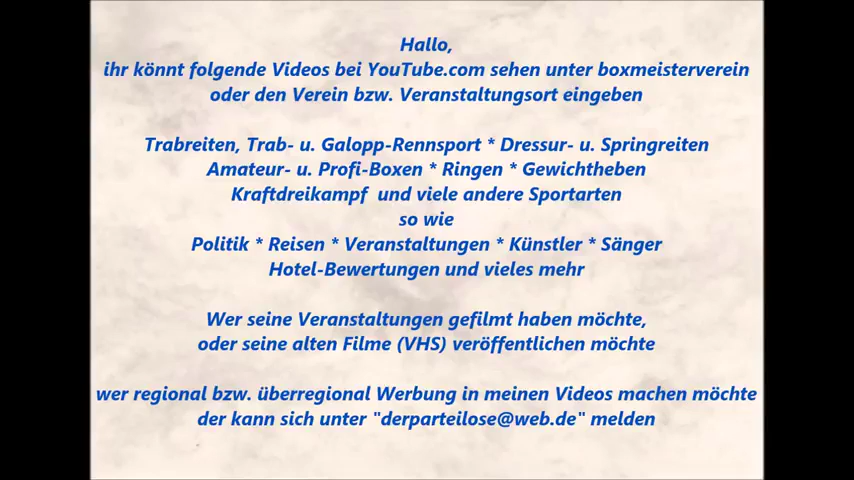 Hallo,
ihr könnt folgende Videos bei YouTube.com sehen unter boxmeisterverein
oder den Verein bzw. Veranstaltungsort eingeben
Trabreiten, Trab- u. Galopp-Rennsport * Dressur- u. Springreiten
Amateur- u. Profi-Boxen * Ringen * Gewichtheben
Kraftdreikampf und viele andere Sportarten
so wie
Politik * Reisen * Veranstaltungen * Künstler * Sänger
Hotel-Bewertungen und vieles mehr
Wer seine Veranstaltungen gefilmt haben möchte,
oder seine alten Filme (VHS) veröffentlichen möchte
wer regional bzw. überregional Werbung in meinen Videos machen möchte
der kann sich unter "derparteilose@web.de" melden